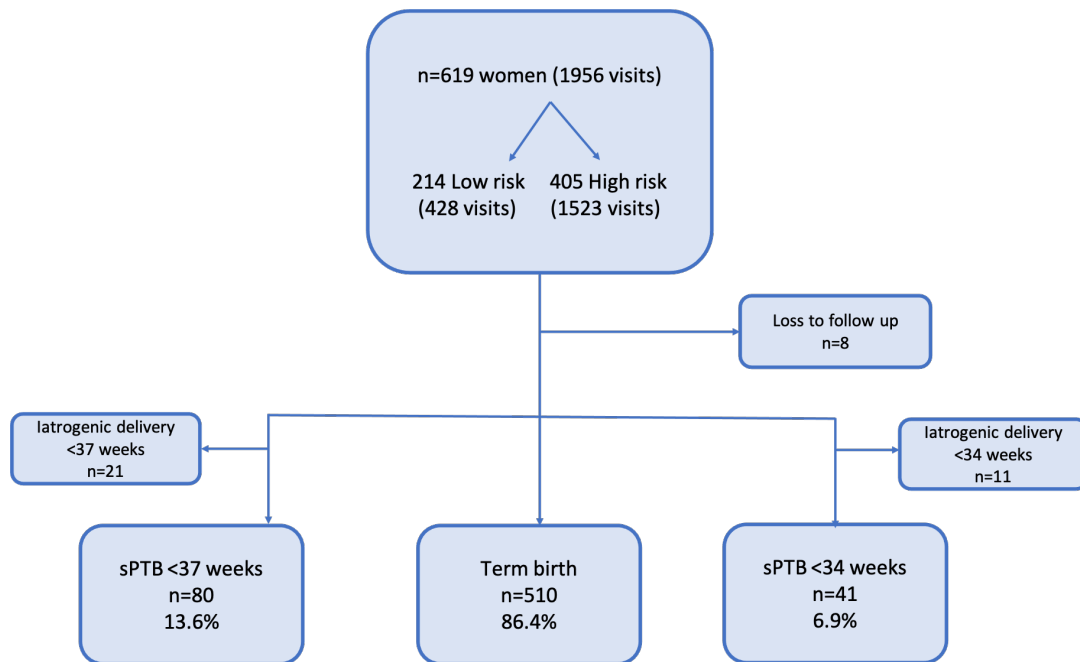 n=619 women (1956 visits)
214 Low risk
(428 visits)
405 High risk
(1523 visits)
Loss to follow up
n=8
Iatrogenic delivery
<37 weeks
n=21
Iatrogenic delivery
<34 weeks
n=11
sPTB <37 weeks
n=80
13.6%
Term birth
n=510
86.4%
sPTB <34 weeks
n=41
6.9%